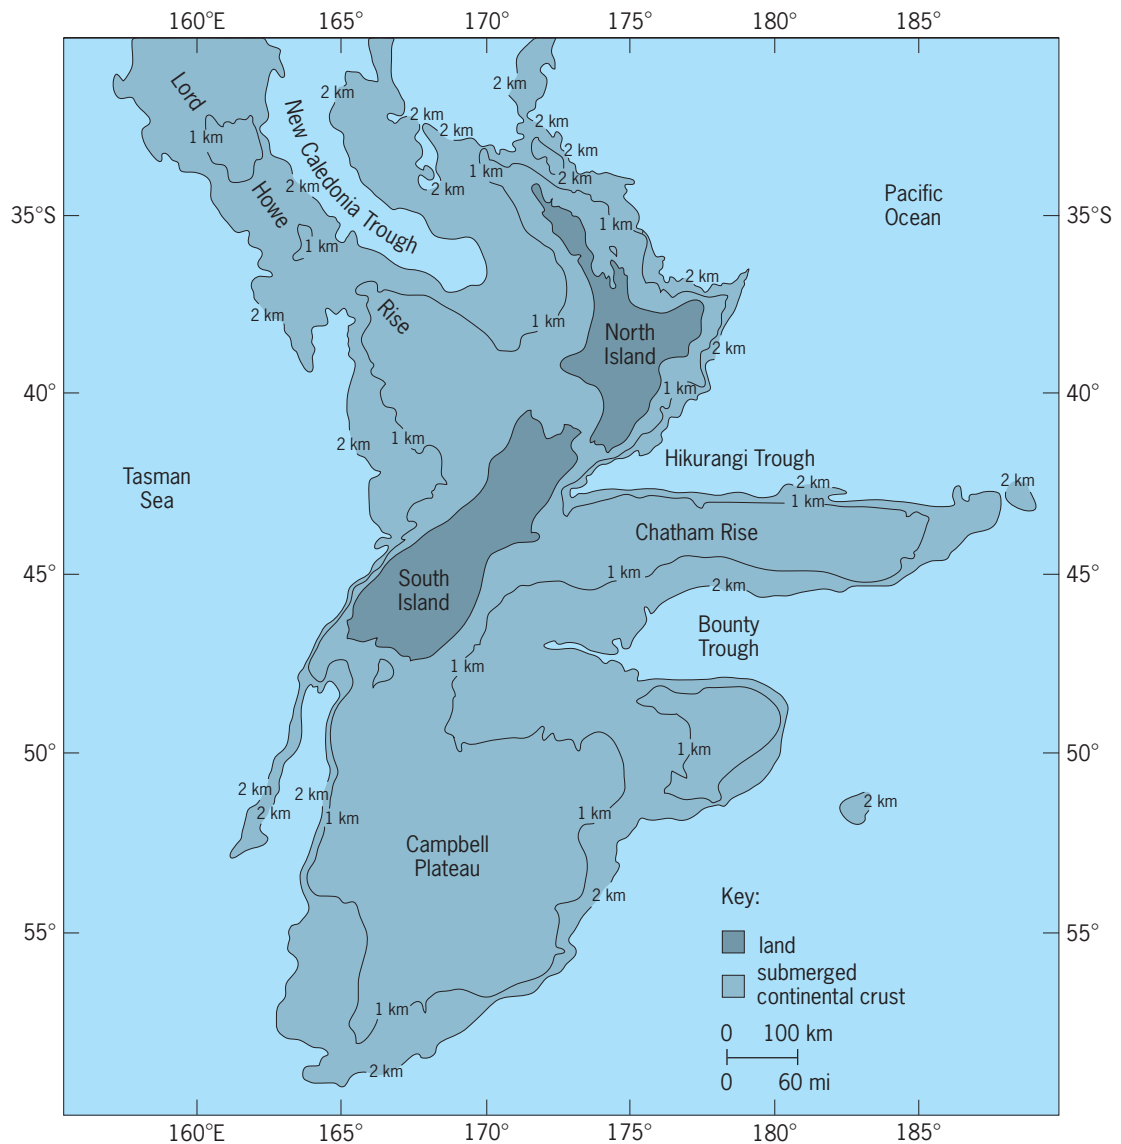 160°E 165° 170° 175° 180° 185°
2 km
Lord
2 km
New Caledonia Trough
2 km
2 km
2 km
1 km
2 km
1 km
2 km
2 km
2 km
Howe
Pacific
Ocean
35°S
35°S
1 km
1 km
2 km
2 km
Rise
1 km
North
Island
2 km
1 km
40°
40°
2 km
1 km
Hikurangi Trough
Tasman
Sea
2 km
2 km
1 km
Chatham Rise
45°
45°
South
Island
1 km
2 km
Bounty
Trough
1 km
50°
50°
1 km
2 km
2 km
2 km
1 km
1 km
2 km
Campbell
Plateau
2 km
Key:
55°
55°
land
submerged
continental crust
1 km
0 100 km
2 km
0 60 mi
160°E 165° 170° 175° 180° 185°